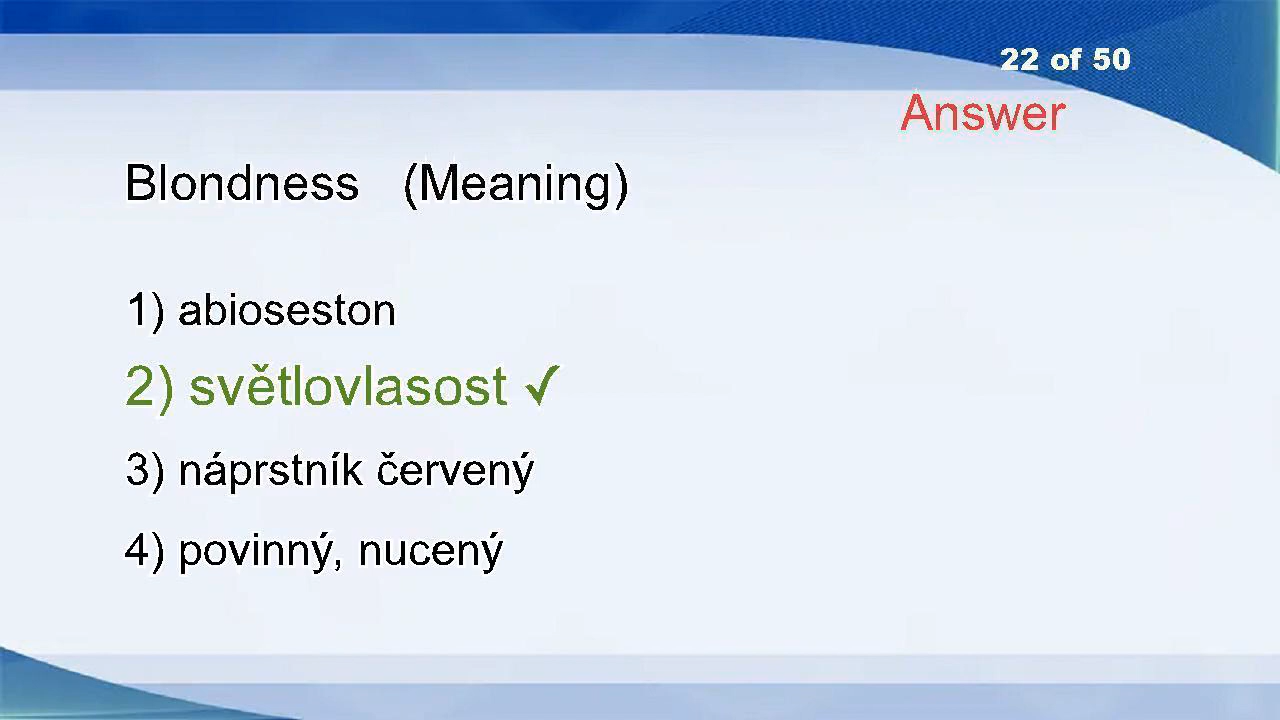 22 of 50
Answer
Blondness (Meaning)
1) abioseston
2) světlovlasost ✓
3) náprstník červený
4) povinný, nucený